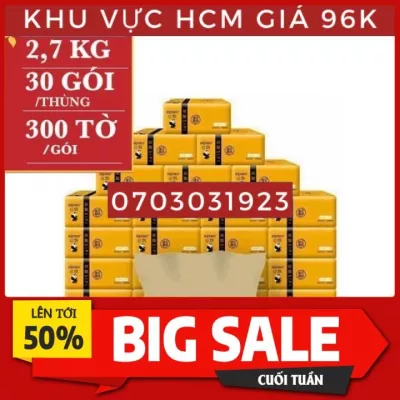 KHU VỰC HCM GIÁ 96K
2,7 KG
30 GÓI
/THÙNG
300 TỜ
/GÓI
0703031923
LÊN TỚI
50%
BIG SALE
CUỐI TUẦN